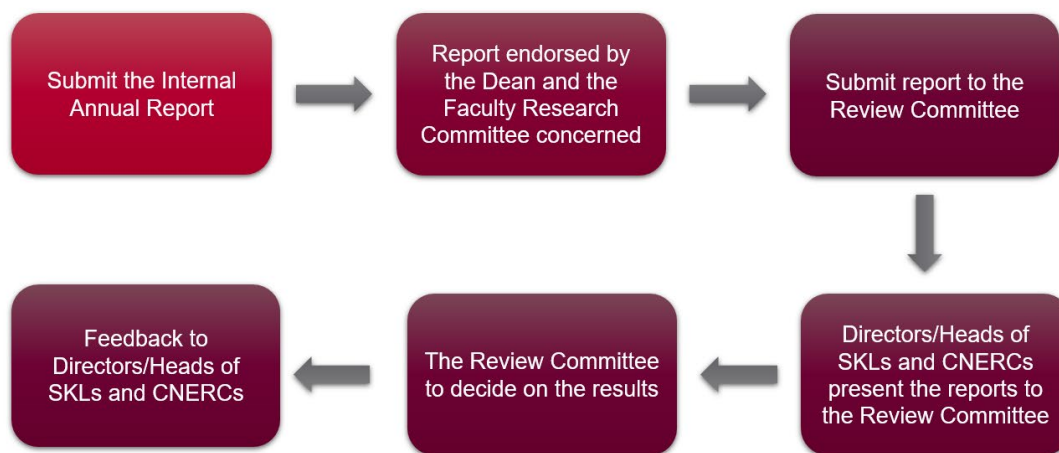 Submit the Internal
Annual Report
Report endorsed by
the Dean and the
Faculty Research
Committee concerned
Submit report to the
Review Committee
Directors/Heads of
SKLs and CNERCs
present the reports to
the Review Committee
The Review Committee
to decide on the results
Feedback to
Directors/Heads of
SKLs and CNERCs